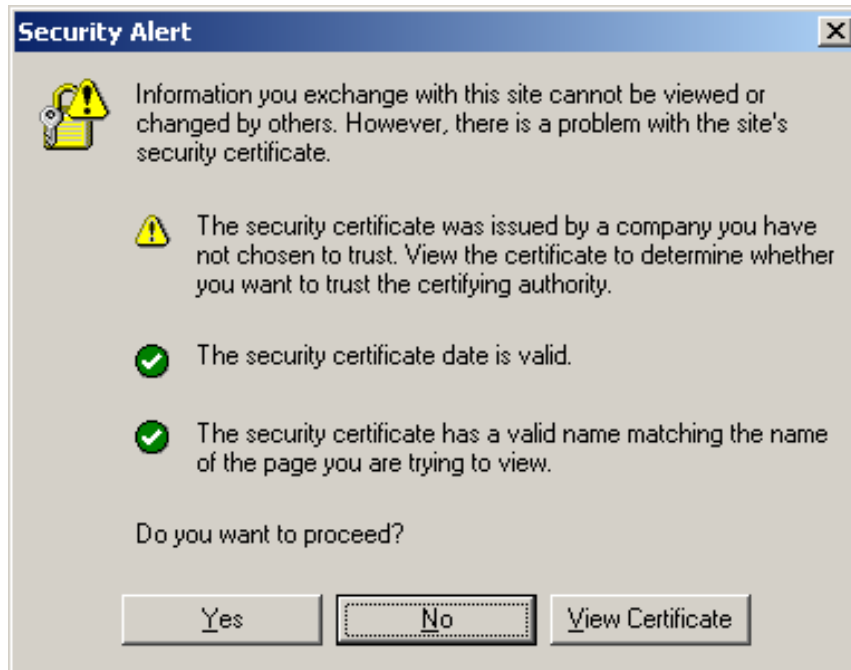 Security Alert
Information you exchange with this site cannot be viewed or
changed by others. However, there is a problem with the site's
security certificate.
The security certificate was issued by a company you have
not chosen to trust. View the certificate to determine whether
you want to trust the certifying authority.
The security certificate date is valid.
The security certificate has a valid name matching the name
of the page you are trying to view.
Do you want to proceed?
Yes No View Certificate